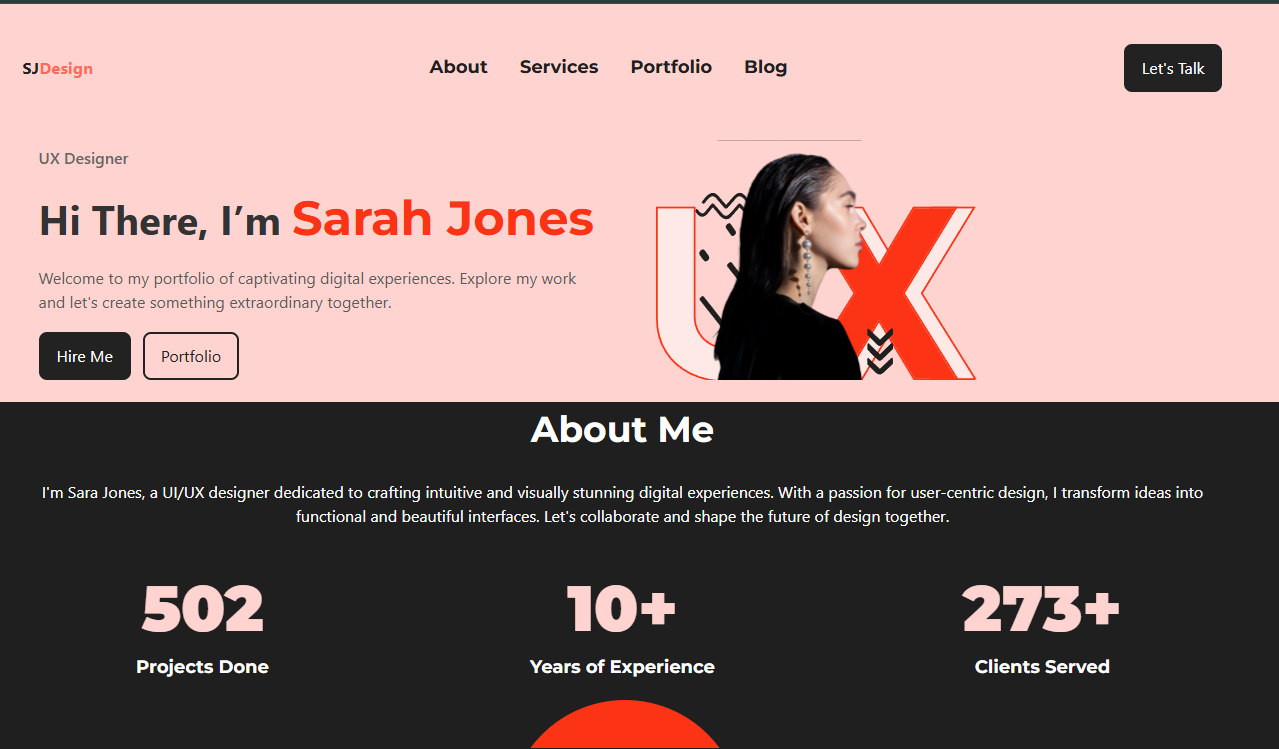 SJDesign
About Services Portfolio Blog
Let's Talk
UX Designer
Hi There, I’m Sarah Jones
Welcome to my portfolio of captivating digital experiences. Explore my work
and let's create something extraordinary together.
Hire Me Portfolio
UX
About Me
I'm Sara Jones, a UI/UX designer dedicated to crafting intuitive and visually stunning digital experiences. With a passion for user-centric design, I transform ideas into
functional and beautiful interfaces. Let's collaborate and shape the future of design together.
502 10+ 273+
Projects Done Years of Experience Clients Served